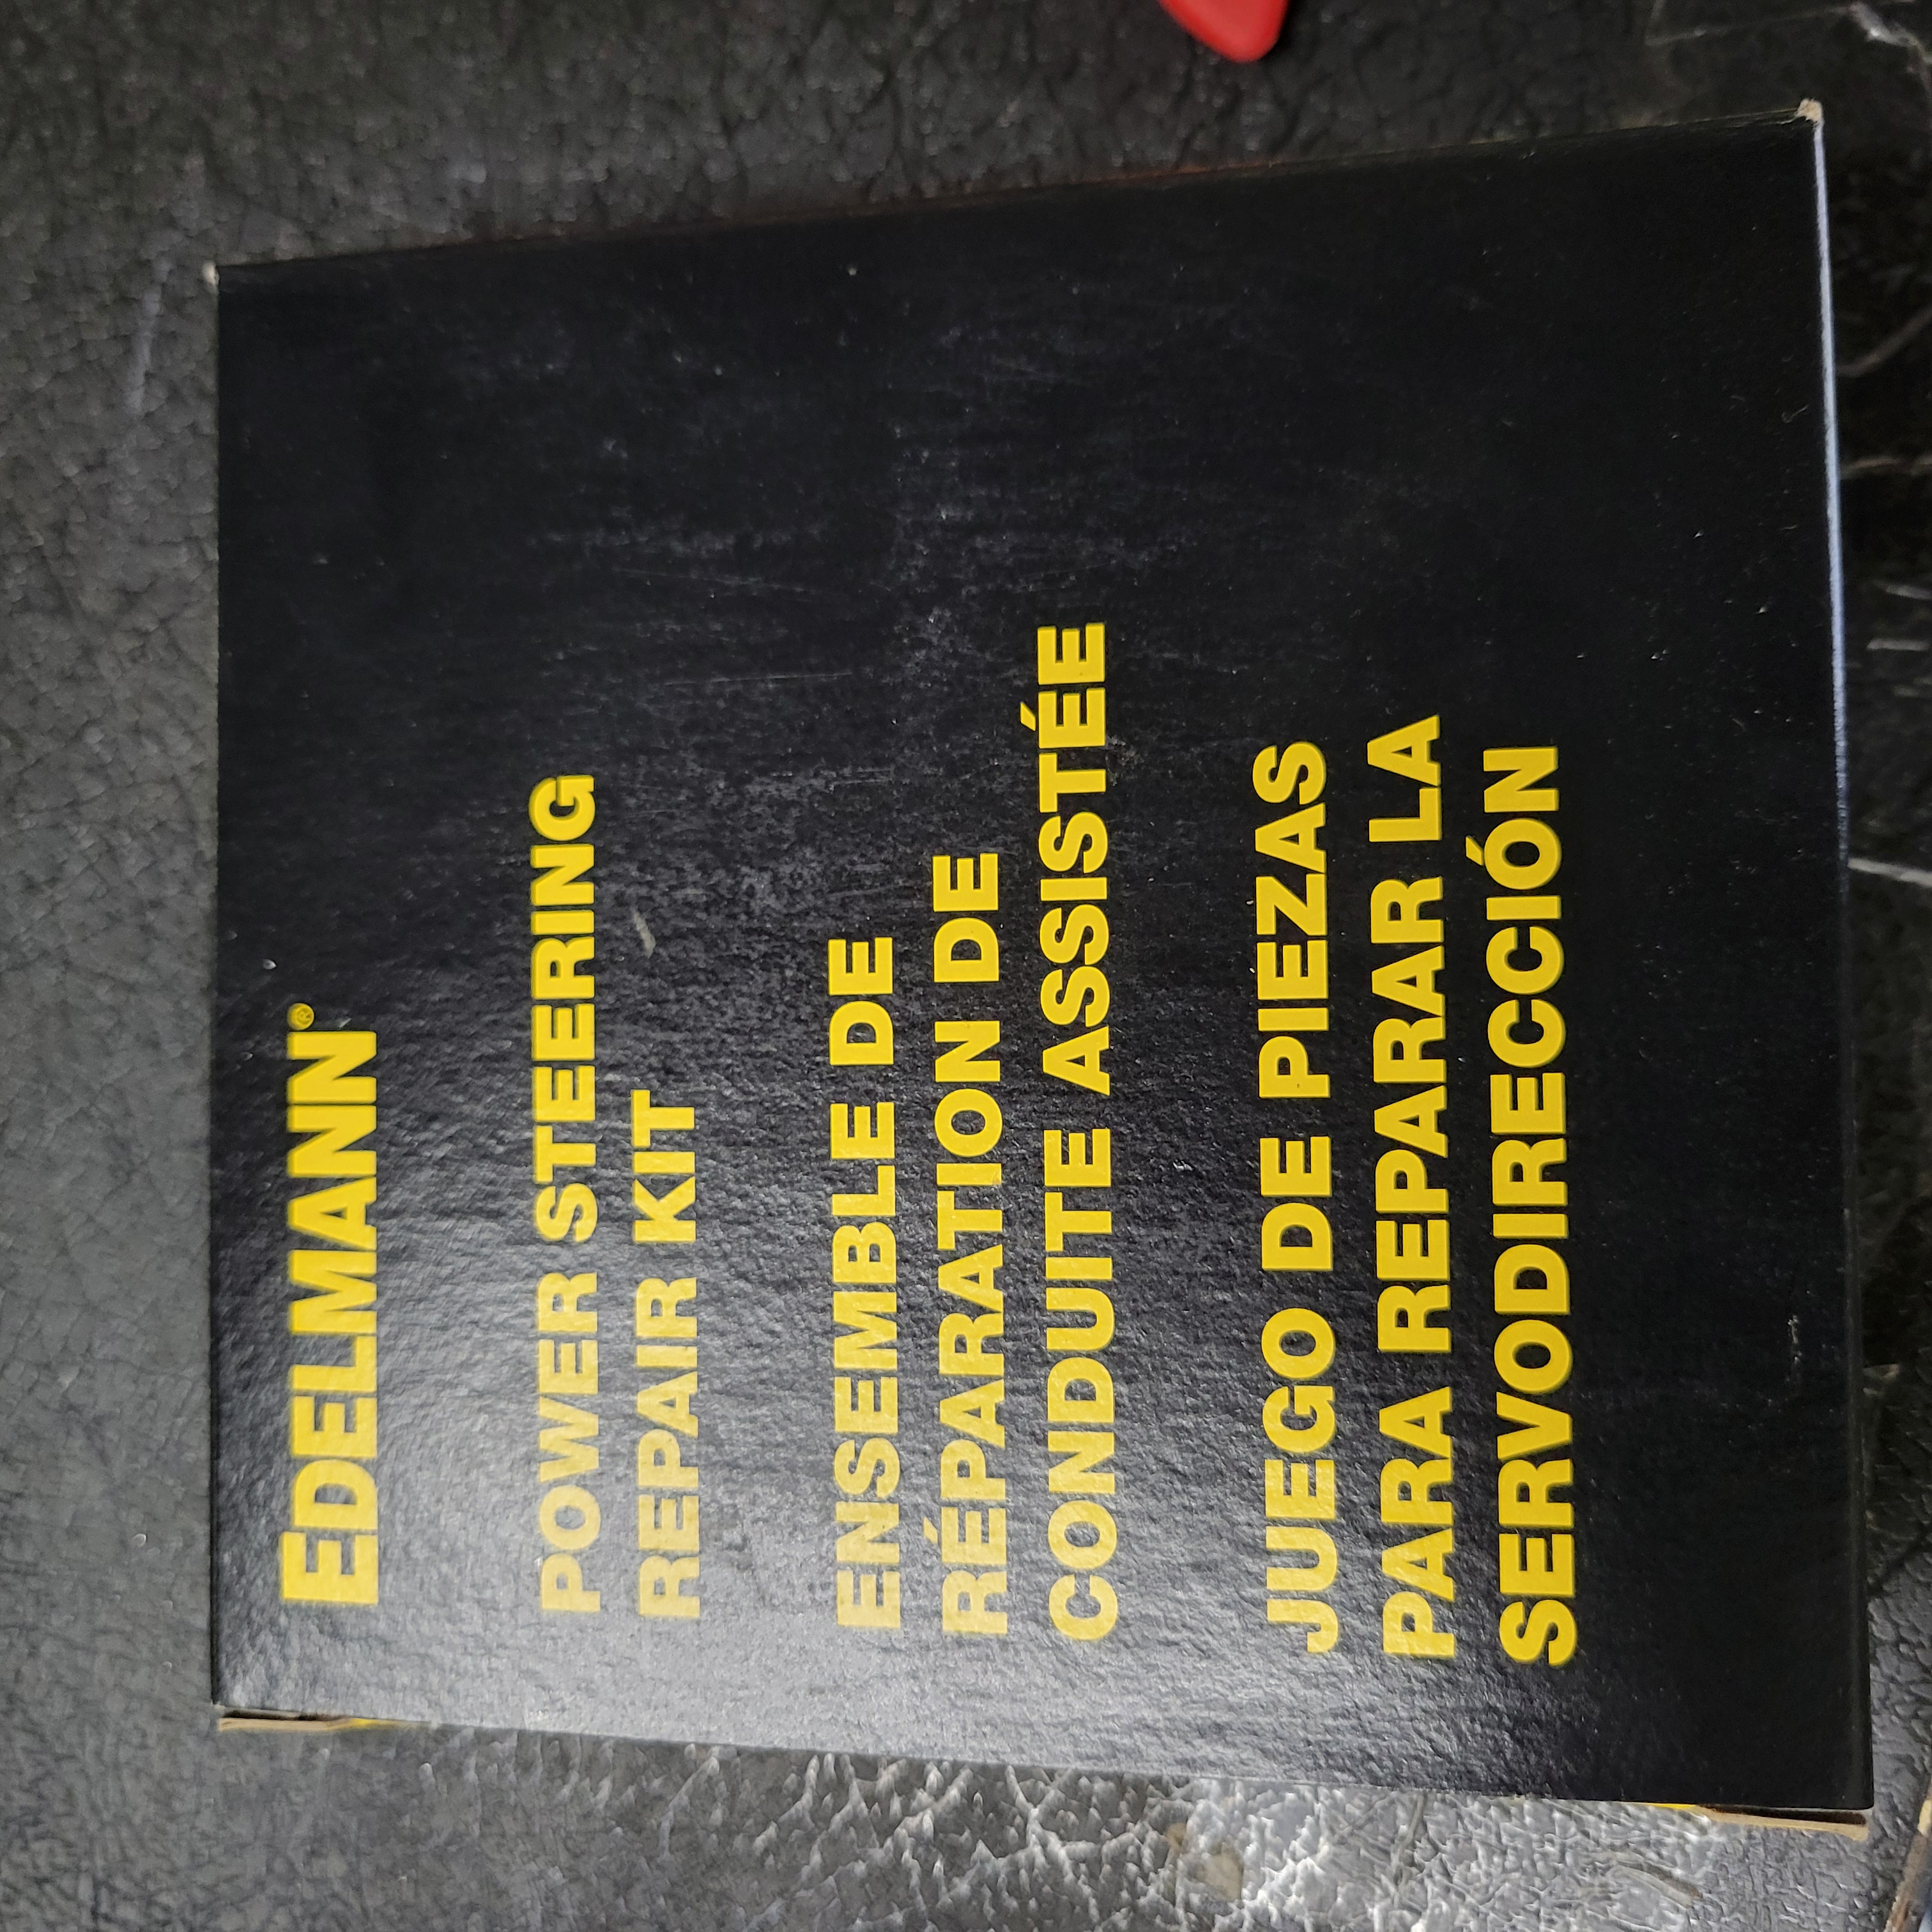 EDELMANN®
POWER STEERING
REPAIR KIT
ENSEMBLE DE
RÉPARATION DE
CONDUITE ASSISTÉE
JUEGO DE PIEZAS
PARA REPARAR LA
SERVODIRECCIÓN